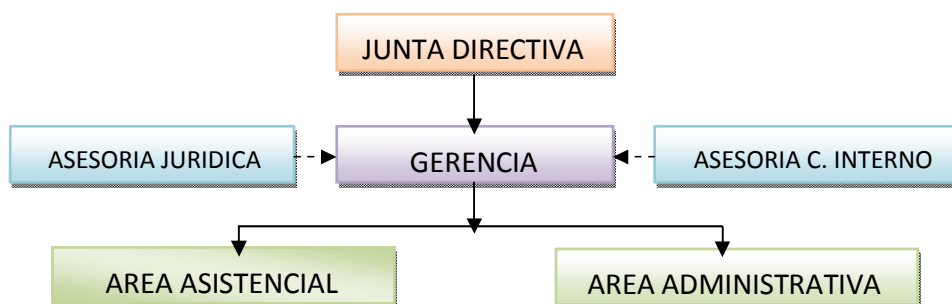 JUNTA DIRECTIVA
ASESORIA JURIDICA
GERENCIA
ASESORIA C. INTERNO
AREA ASISTENCIAL
AREA ADMINISTRATIVA